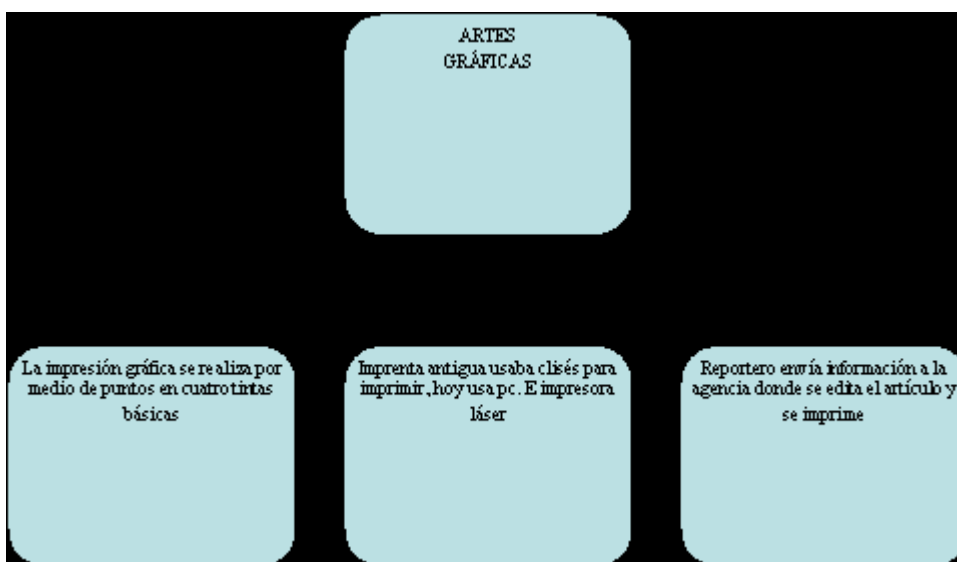 ARTES
GRÁFICAS
La impresión gráfica se realiza por
medio de puntos en cuatro tintas
básicas
Imprenta antigua usaba clisés para
imprimir, hoy usa pc. E impresora
láser
Reportero envía información a la
agencia donde se edita el artículo y
se imprime